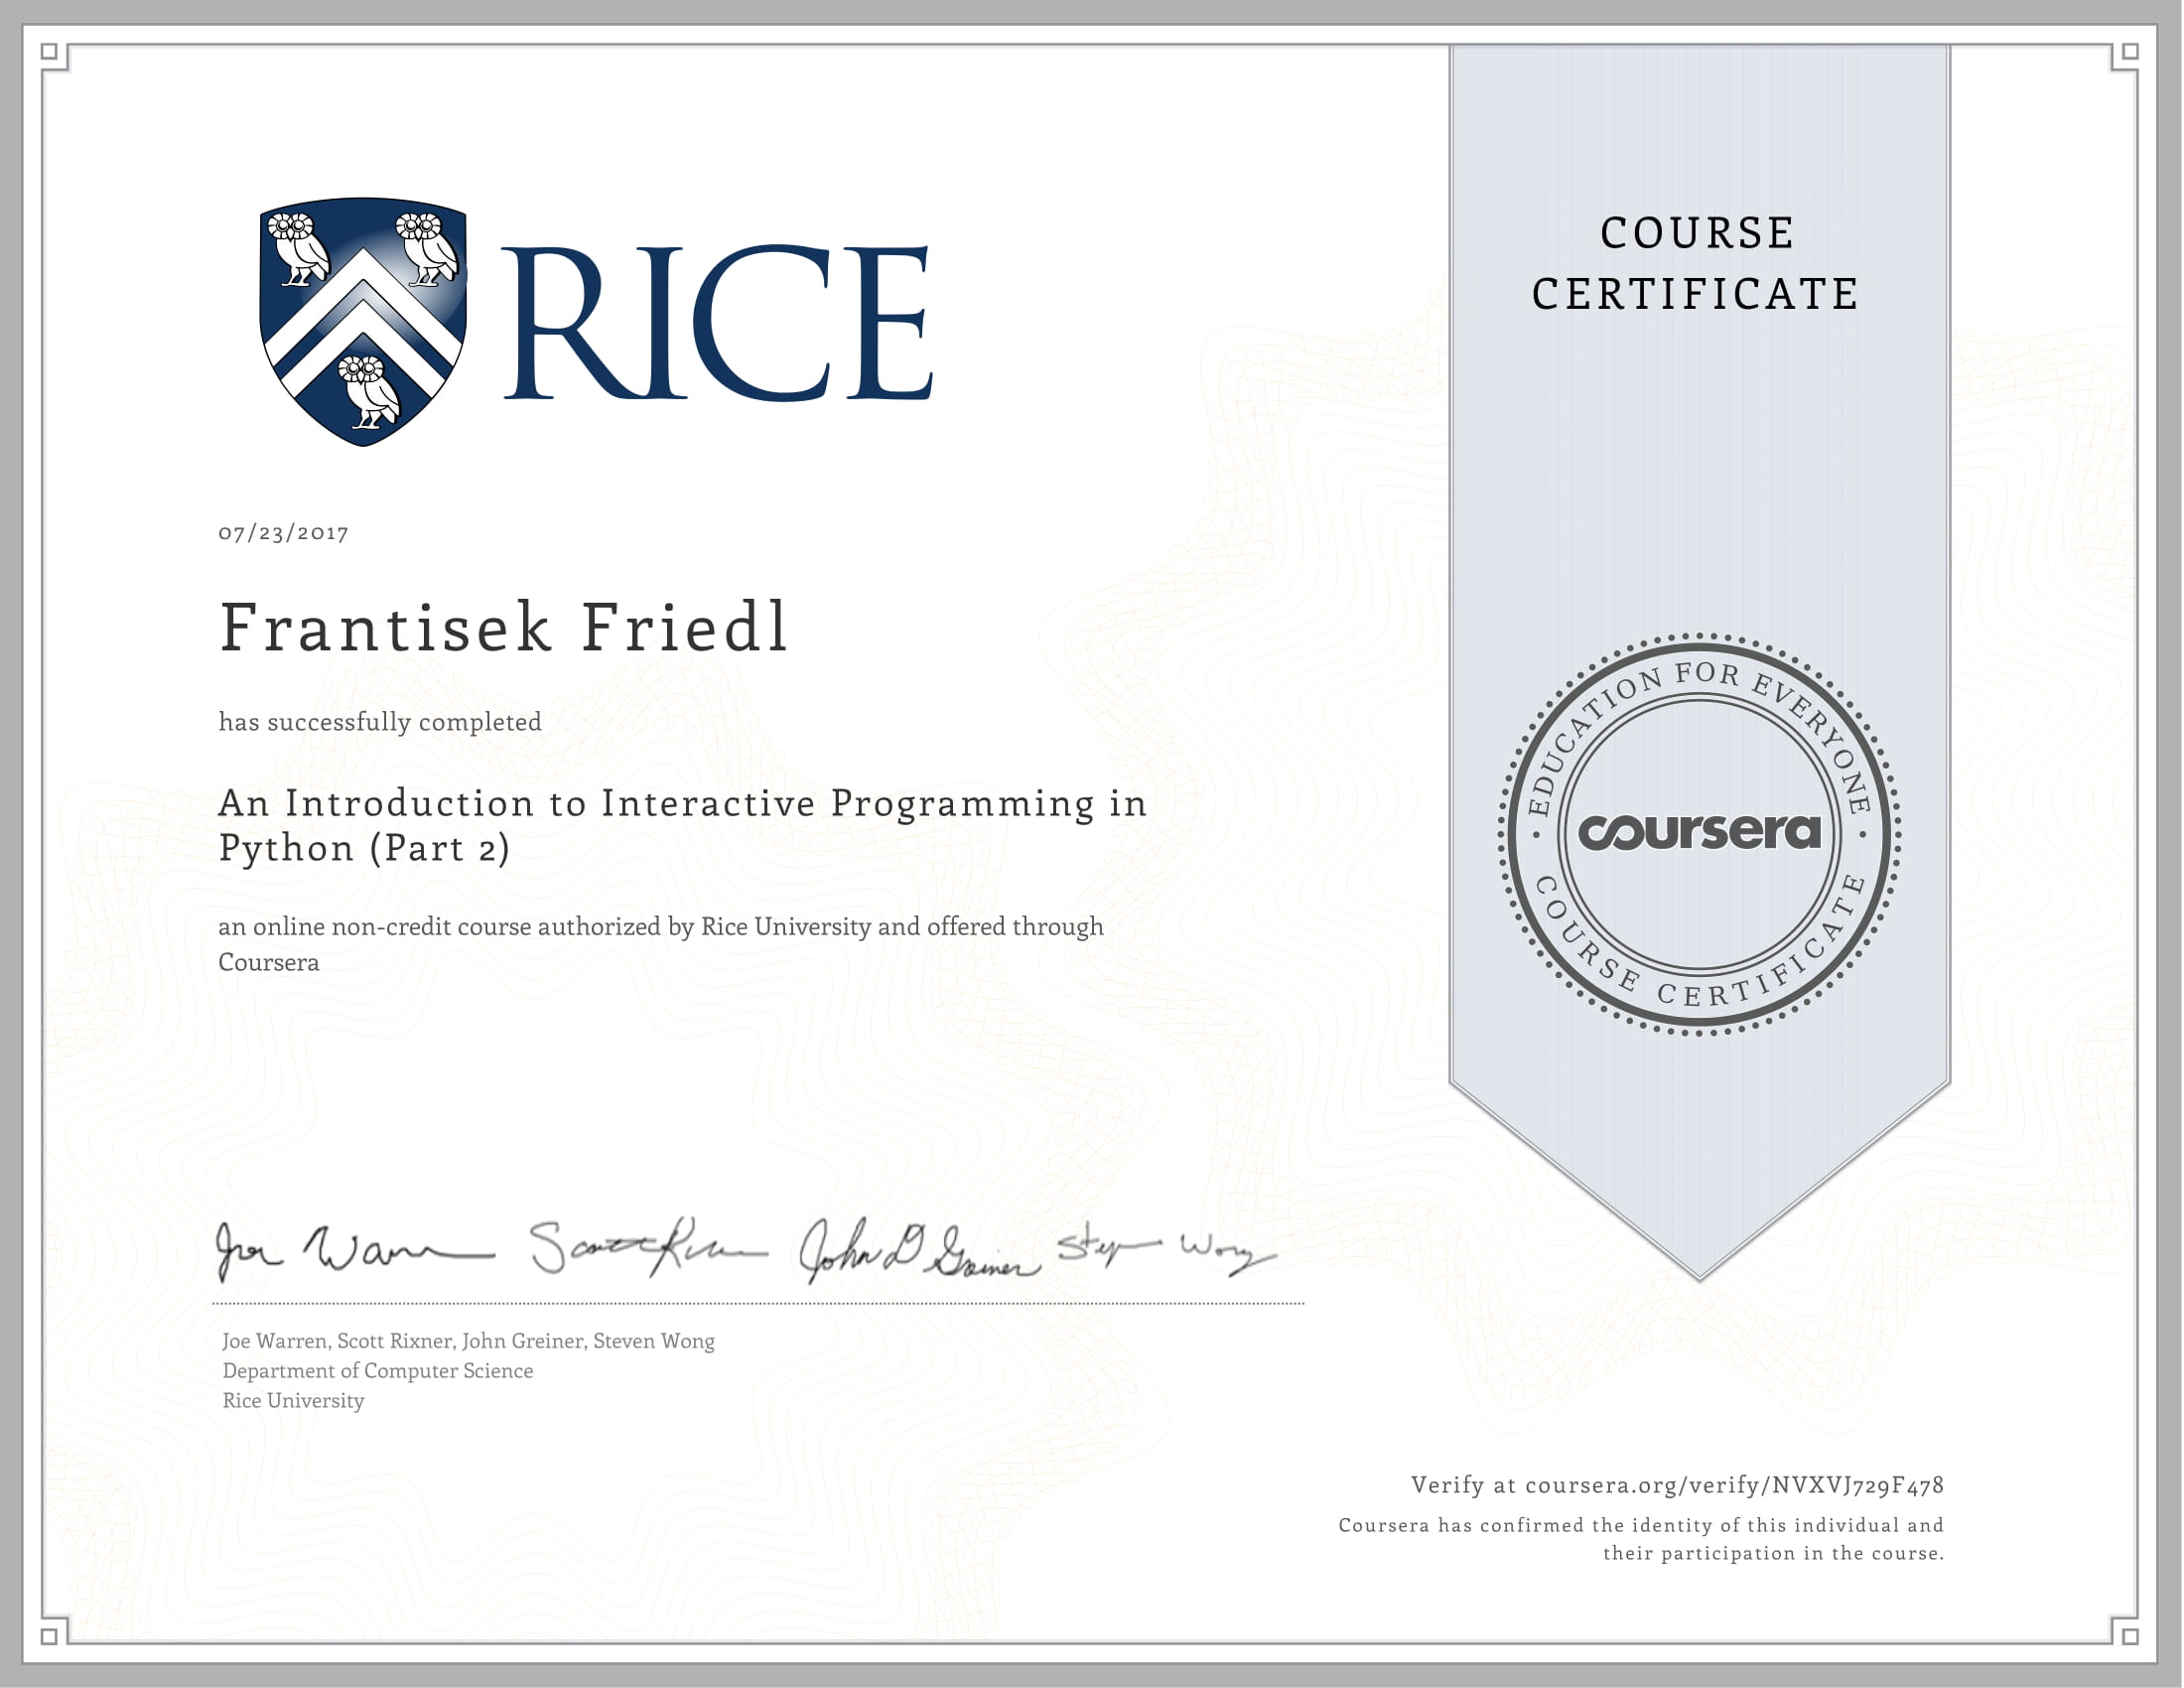 RICE
COURSE
CERTIFICATE
07/23/2017
Frantisek Friedl
has successfully completed
An Introduction to Interactive Programming in
Python (Part 2)
an online non-credit course authorized by Rice University and offered through
Coursera
EDUCATION FOR EVERYONE
coursera
COURSE CERTIFICATE
Joe Warren Scott Rixner John D Greiner Stephen Wong
Joe Warren, Scott Rixner, John Greiner, Steven Wong
Department of Computer Science
Rice University
Verify at coursera.org/verify/NVXVJ729F478
Coursera has confirmed the identity of this individual and
their participation in the course.